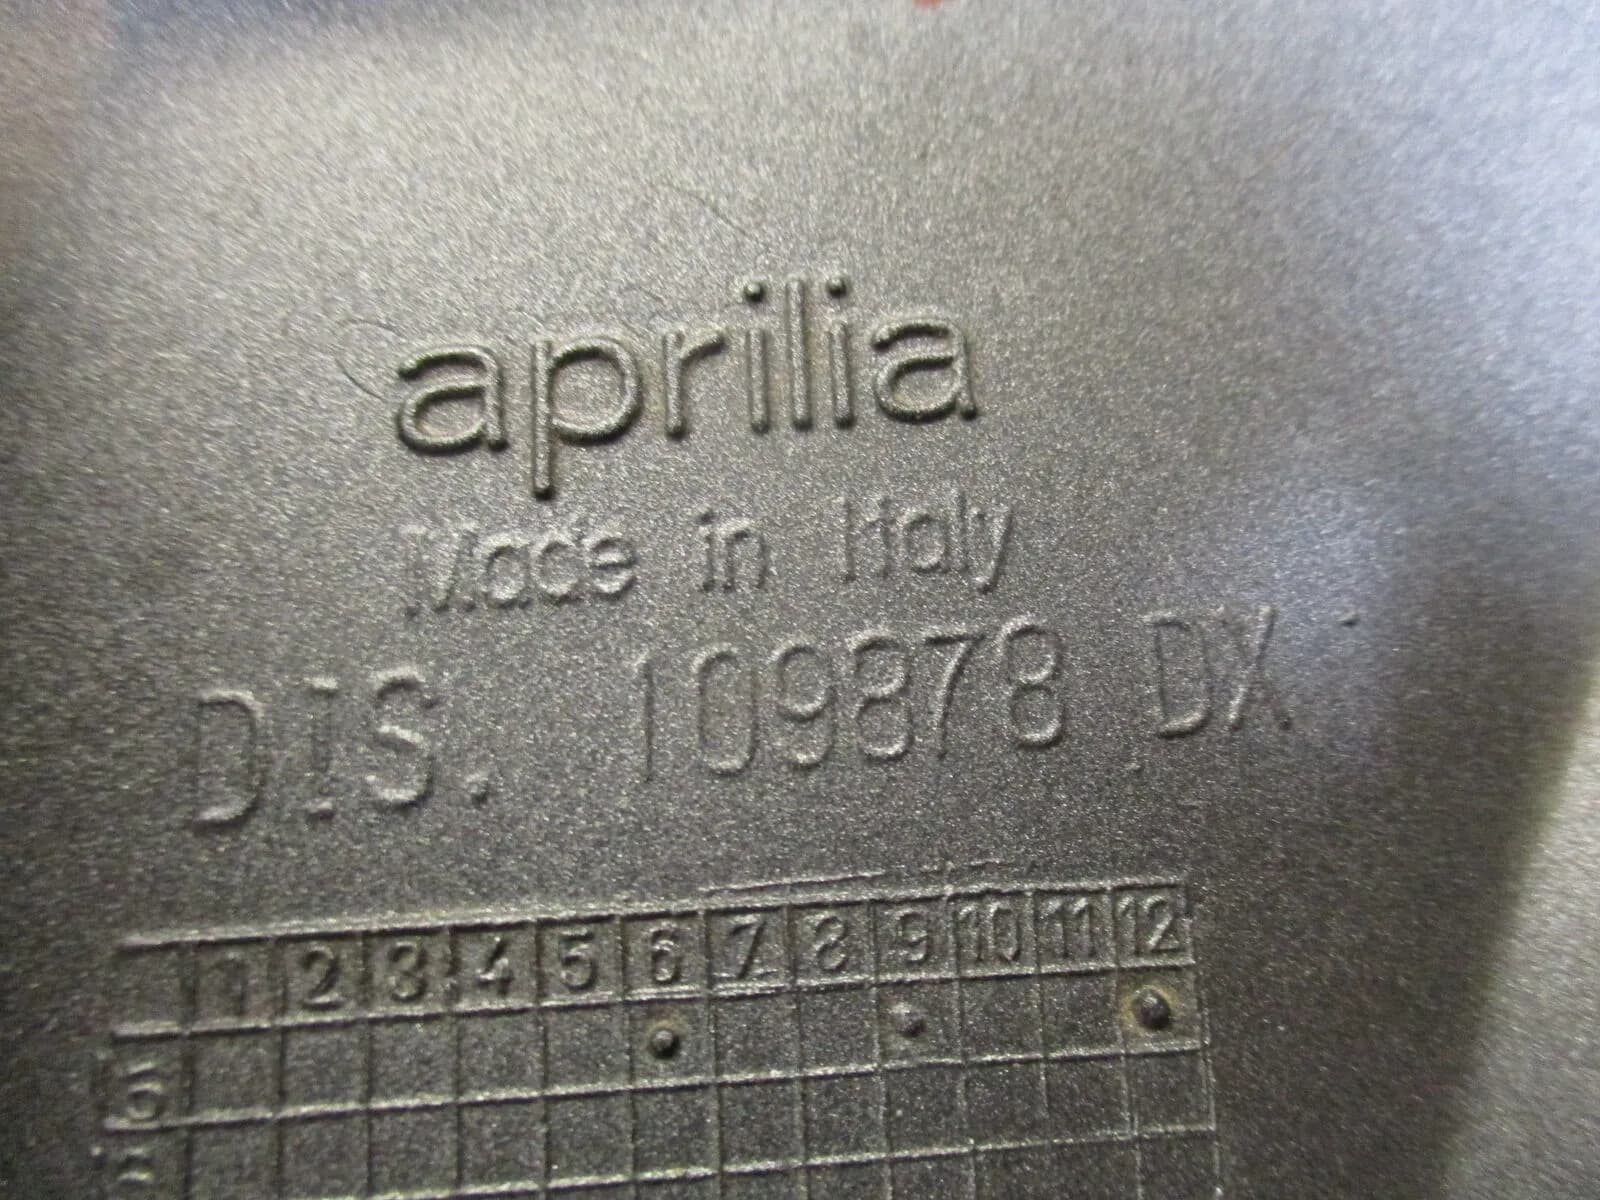 aprilia
Made in Italy
DIS. 109878 DX
1 2 3 4 5 6 7 8 9 10 11 12